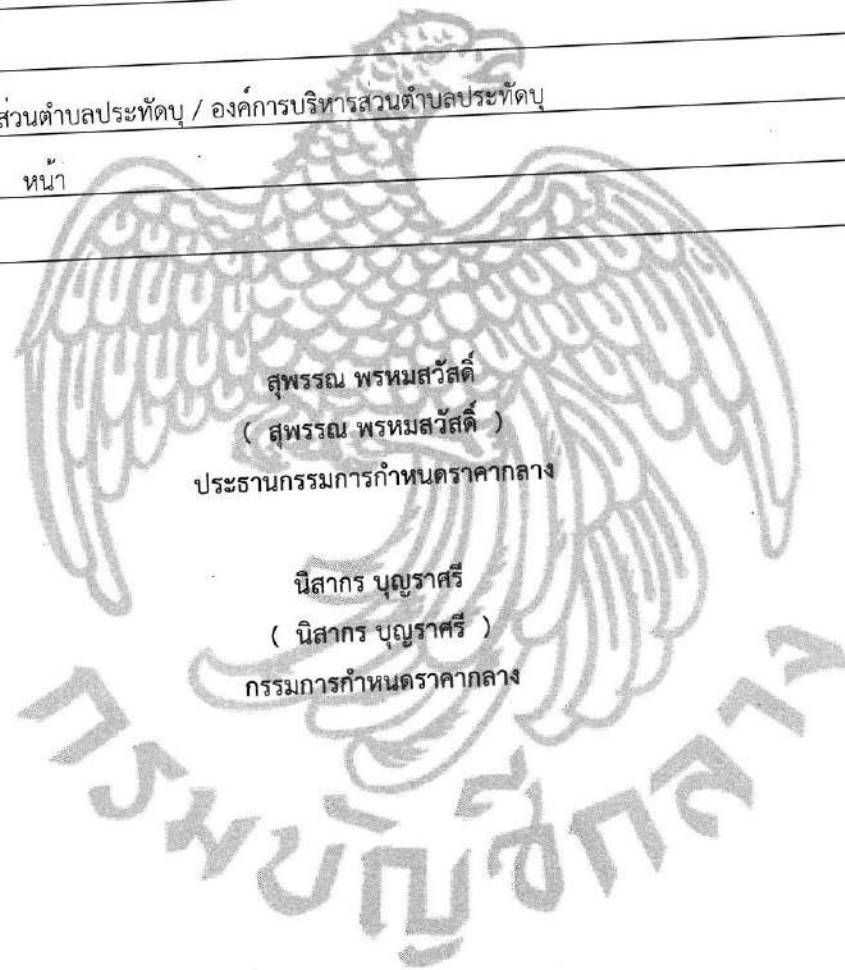 ส่วนตำบลประทัดบุ / องค์การบริหารส่วนตำบลประทัดบุ
หน้า
สุพรรณ พรหมสวัสดิ์
( สุพรรณ พรหมสวัสดิ์ )
ประธานกรรมการกำหนดราคากลาง
นิสากร บุญราศรี
( นิสากร บุญราศรี )
กรรมการกำหนดราคากลาง
กรมบัญชีกลาง